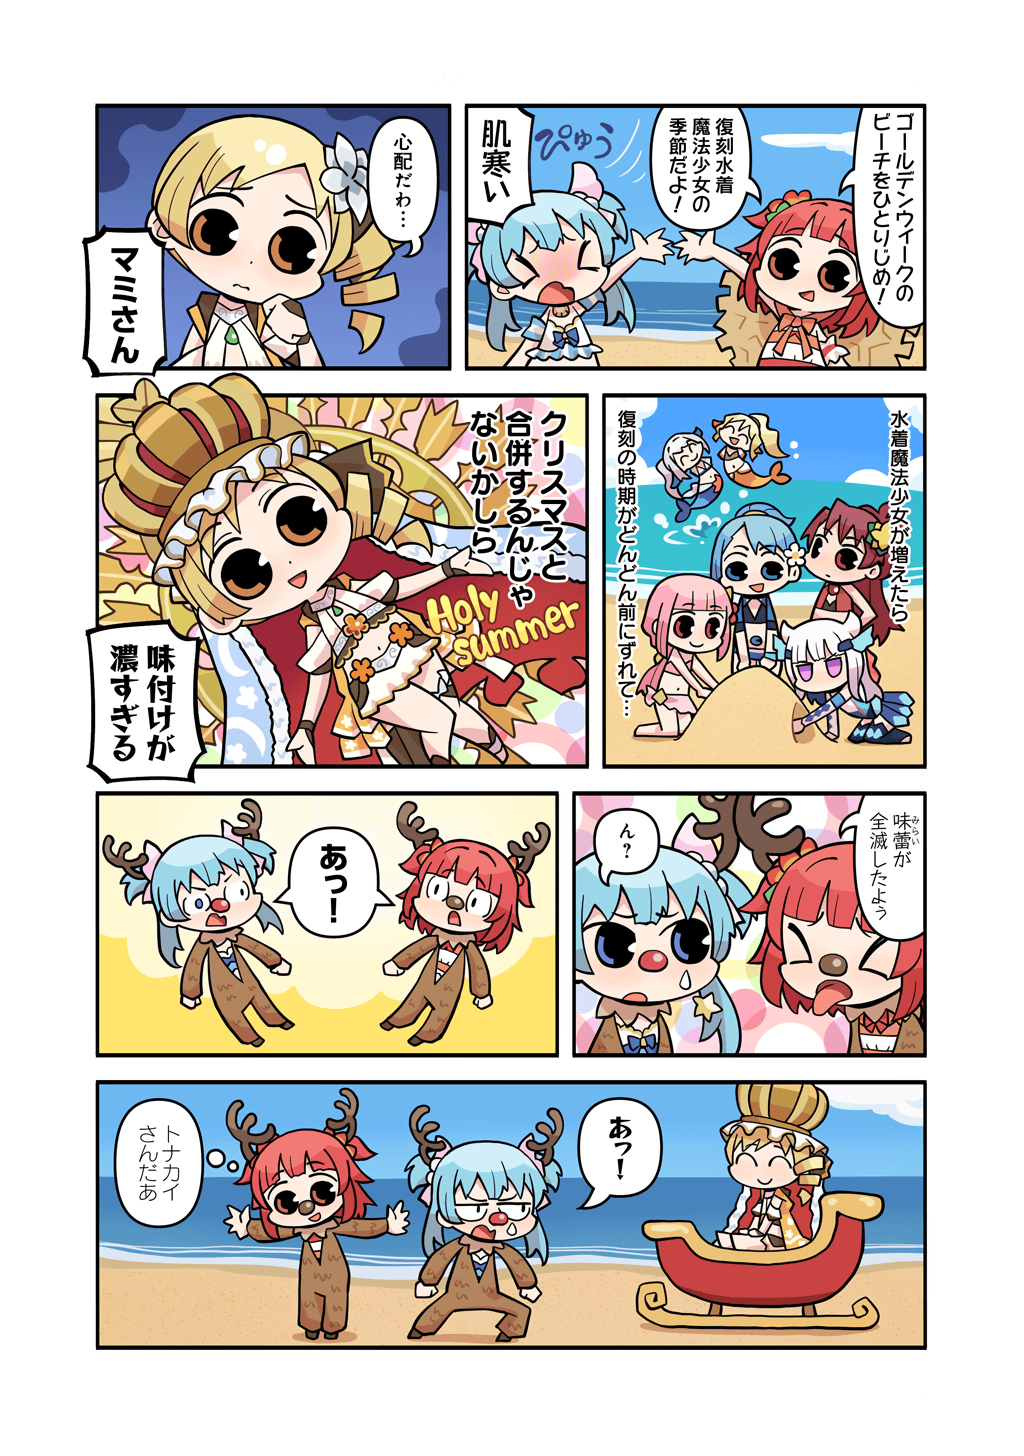 ゴールデンウイークの
ビーチをひとりじめ!
復刻水着
魔法少女の
季節だよ!
ぴゅう
肌寒い
心配だわ…
マミさん
水着魔法少女が増えたら
復刻の時期がどんどん前にずれて…
クリスマスと
合併するんじゃ
ないかしら
Holy
summer
味付けが
濃すぎる
味蕾が
みらい
全滅したよぅ
ん?
あっ!
あっ!
トナカイ
さんだあ